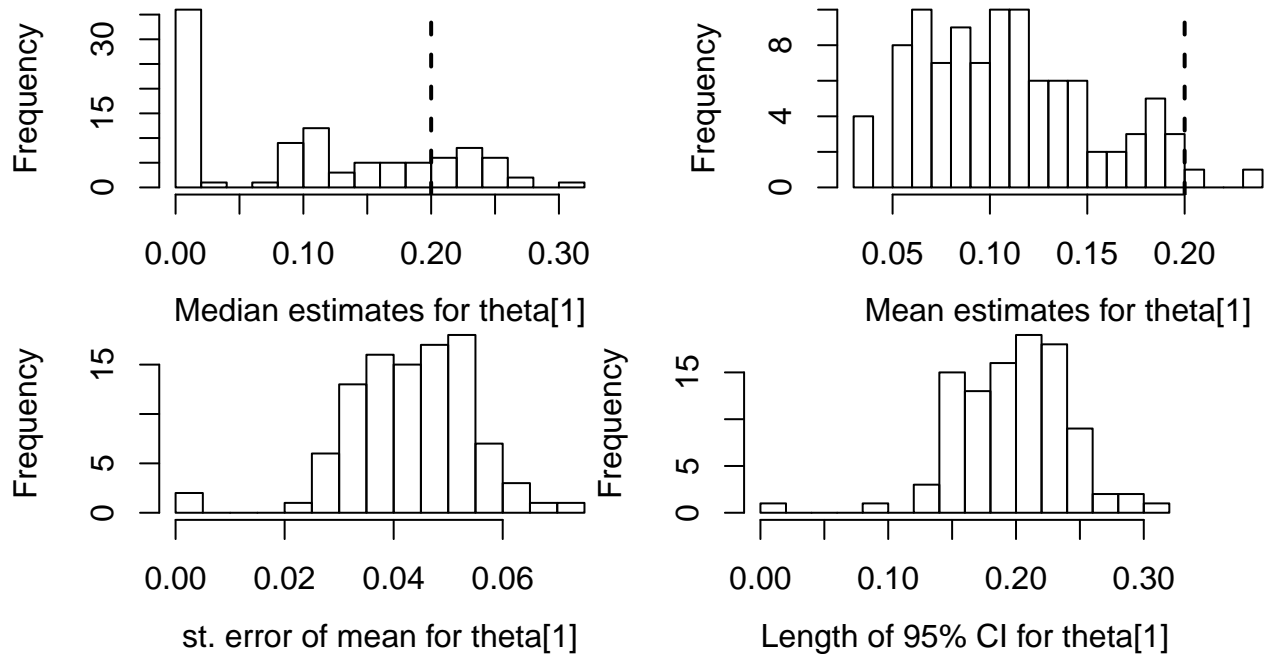 Frequency
0 15 30
0.00 0.10 0.20 0.30
Median estimates for theta[1]
Frequency
0 4 8
0.05 0.10 0.15 0.20
Mean estimates for theta[1]
Frequency
0 5 15
0.00 0.02 0.04 0.06
st. error of mean for theta[1]
Frequency
0 5 15
0.00 0.10 0.20 0.30
Length of 95% CI for theta[1]